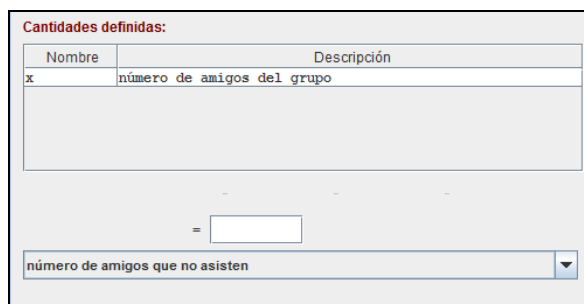 Cantidades definidas:
Nombre Descripción
x número de amigos del grupo
=
número de amigos que no asisten